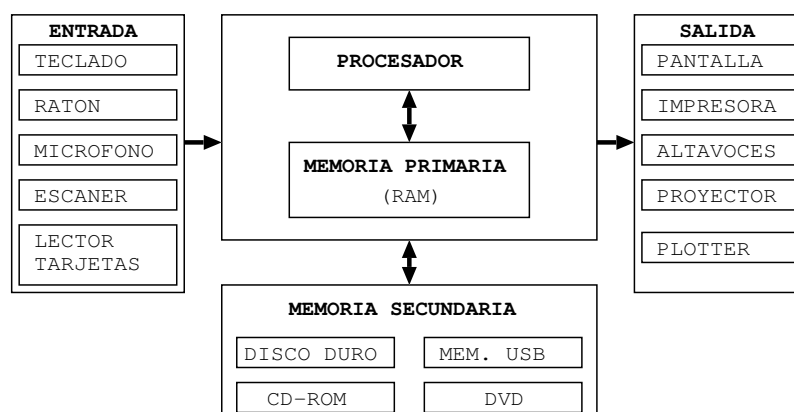 ENTRADA
TECLADO
RATON
MICROFONO
ESCANER
LECTOR
TARJETAS
PROCESADOR
MEMORIA PRIMARIA
(RAM)
MEMORIA SECUNDARIA
DISCO DURO
MEM. USB
CD-ROM
DVD
SALIDA
PANTALLA
IMPRESORA
ALTAVOCES
PROYECTOR
PLOTTER